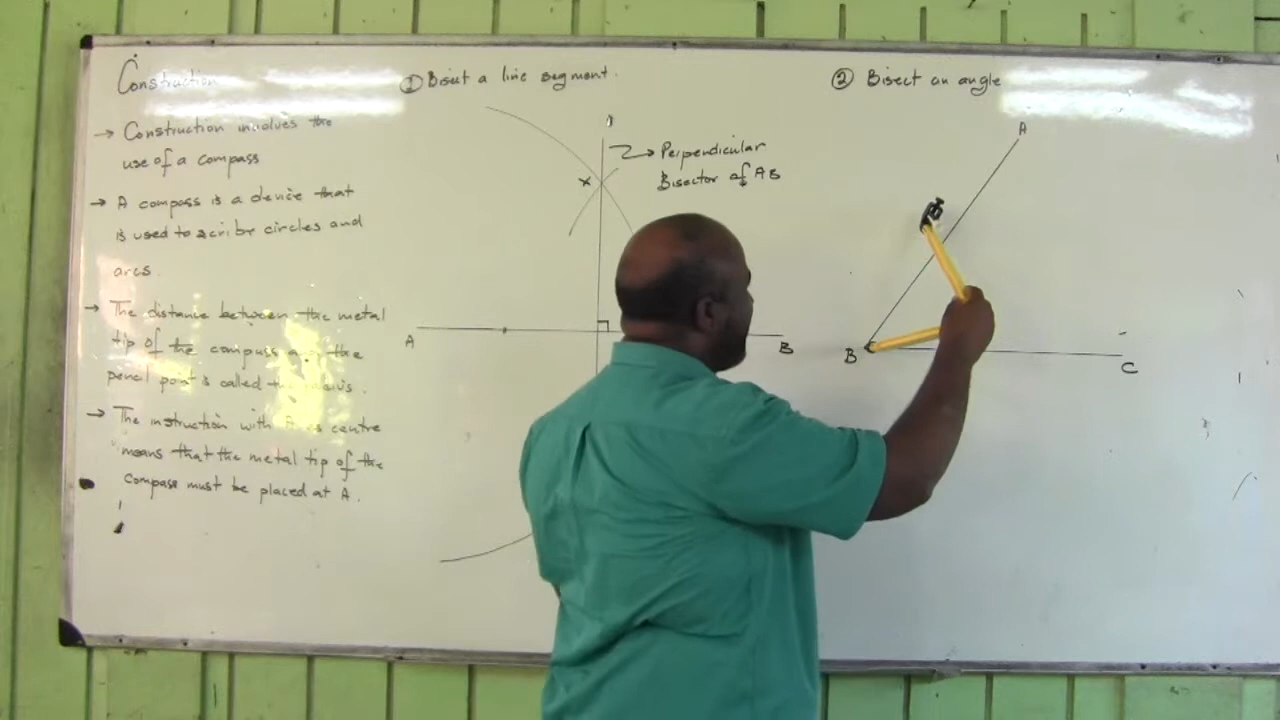 Construction
→ Construction involves the
use of a compass
→ A compass is a device that
is used to scribe circles and
arcs.
→ The distance between the metal
tip of the compass and the
pencil point is called the radius.
→ The instruction with A as centre
means that the metal tip of the
compass must be placed at A.
① Bisect a line segment.
X
→ Perpendicular
Bisector of AB
A
B
② Bisect an angle
A
B
C